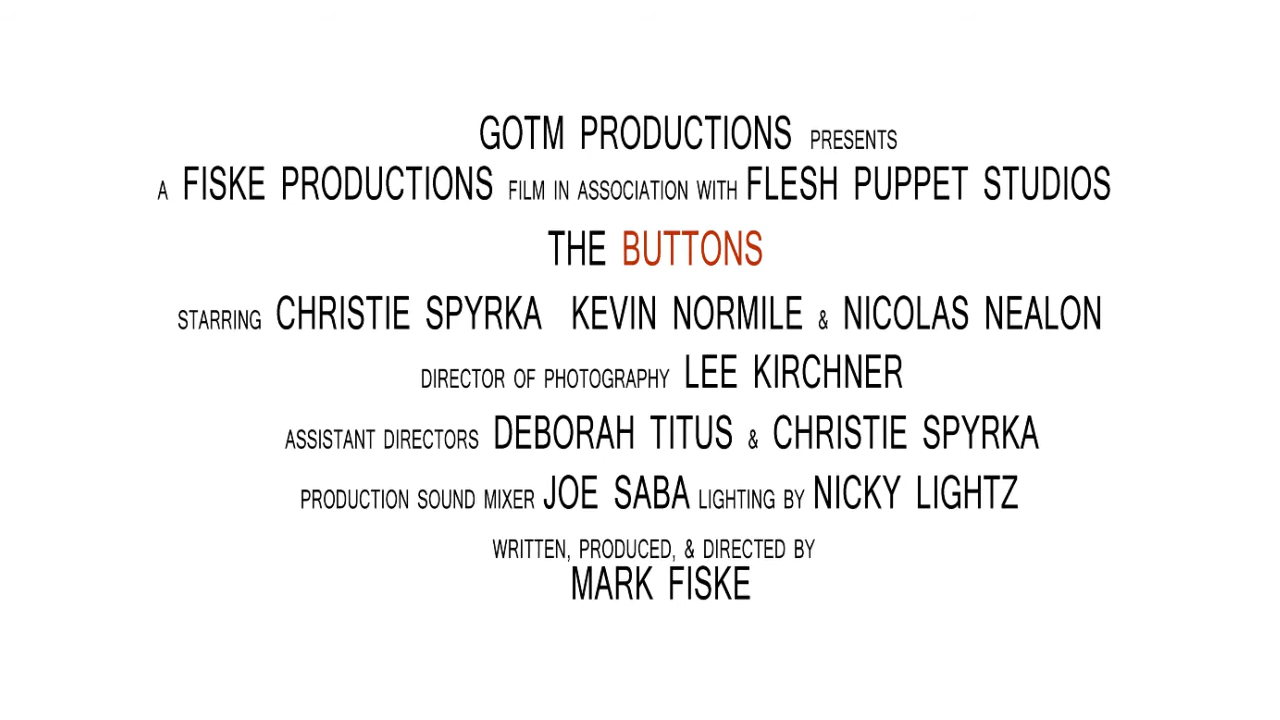 GOTM PRODUCTIONS PRESENTS
A FISKE PRODUCTIONS FILM IN ASSOCIATION WITH FLESH PUPPET STUDIOS
THE BUTTONS
STARRING CHRISTIE SPYRKA KEVIN NORMILE & NICOLAS NEALON
DIRECTOR OF PHOTOGRAPHY LEE KIRCHNER
ASSISTANT DIRECTORS DEBORAH TITUS & CHRISTIE SPYRKA
PRODUCTION SOUND MIXER JOE SABA LIGHTING BY NICKY LIGHTZ
WRITTEN, PRODUCED, & DIRECTED BY
MARK FISKE